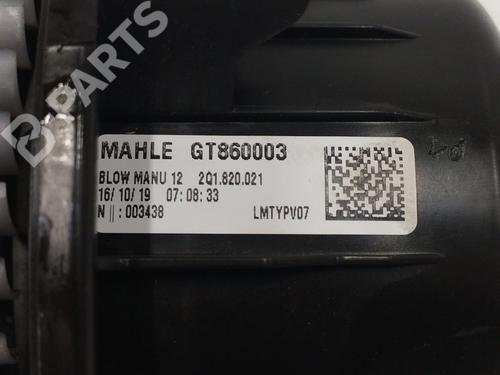 B-PARTS
MAHLE GT860003
BLOW MANU 12 2Q1.820.021
16/10/19 07:08:33
N || : 003438 LMTYPV07